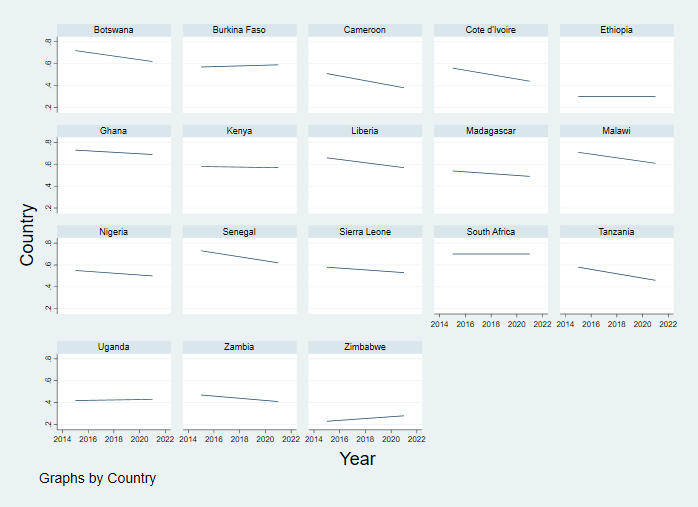 Botswana Burkina Faso Cameroon Cote d'Ivoire Ethiopia
.8
.6
.4
.2
Ghana Kenya Liberia Madagascar Malawi
.8
.6
.4
.2
Country
Nigeria Senegal Sierra Leone South Africa Tanzania
.8
.6
.4
.2
2014 2016 2018 2020 2022 2014 2016 2018 2020 2022
Uganda Zambia Zimbabwe
.8
.6
.4
.2
2014 2016 2018 2020 2022 2014 2016 2018 2020 2022 2014 2016 2018 2020 2022
Year
Graphs by Country